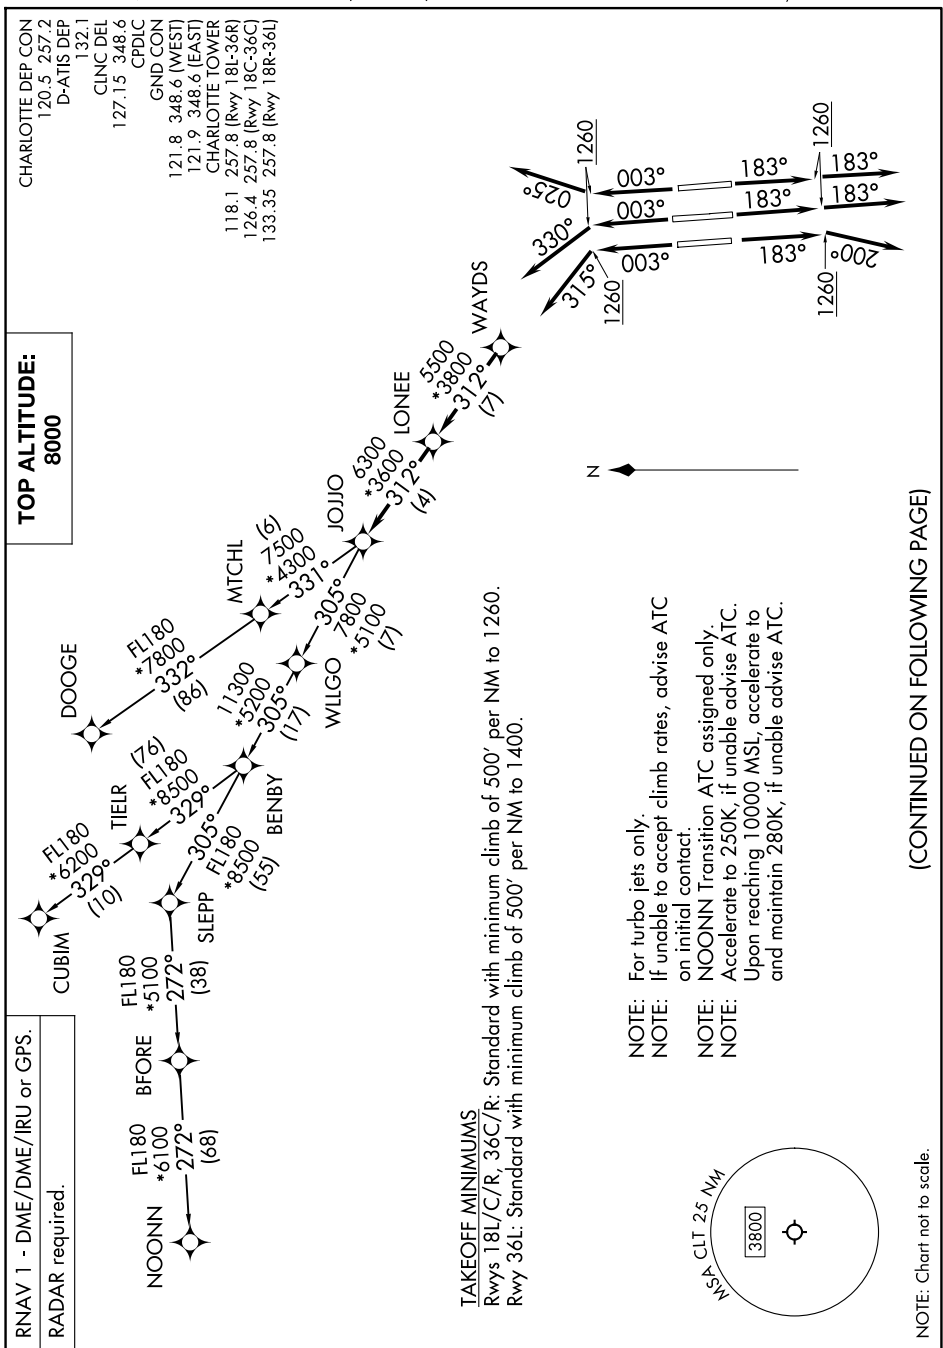 RNAV 1 - DME/DME/IRU or GPS.
RADAR required.
TOP ALTITUDE:
8000
CHARLOTTE DEP CON
120.5 257.2
D-ATIS DEP
132.1
CLNC DEL
127.15 348.6
CPDLC
GND CON
121.8 348.6 (WEST)
121.9 348.6 (EAST)
CHARLOTTE TOWER
118.1 257.8 (Rwy 18L-36R)
126.4 257.8 (Rwy 18C-36C)
133.35 257.8 (Rwy 18R-36L)
CUBIM
FL180
*6200
329°
(10)
TIELR
(76)
FL180
*8500
329°
DOOGE
FL180
*7800
332°
(86)
MTCHL
(6)
7500
*4300
331°
JOJJO
6300
*3600
312°
(4)
LONEE
5500
*3800
312°
(7)
WAYDS
NOONN
FL180
*6100
272°
(68)
BFORE
FL180
*5100
272°
(38)
SLEPP
305°
FL180
*8500
(55)
BENBY
11300
*5200
305°
(17)
WLLGO
305°
7800
*5100
(7)
1260
025°
330°
315°
1260
003°
003°
003°
183°
183°
183°
1260
183°
183°
200°
1260
N
TAKEOFF MINIMUMS
Rwys 18L/C/R, 36C/R: Standard with minimum climb of 500' per NM to 1260.
Rwy 36L: Standard with minimum climb of 500' per NM to 1400.
NOTE: For turbo jets only.
NOTE: If unable to accept climb rates, advise ATC
on initial contact.
NOTE: NOONN Transition ATC assigned only.
NOTE: Accelerate to 250K, if unable advise ATC.
Upon reaching 10000 MSL, accelerate to
and maintain 280K, if unable advise ATC.
MSA CLT 25 NM
3800
(CONTINUED ON FOLLOWING PAGE)
NOTE: Chart not to scale.